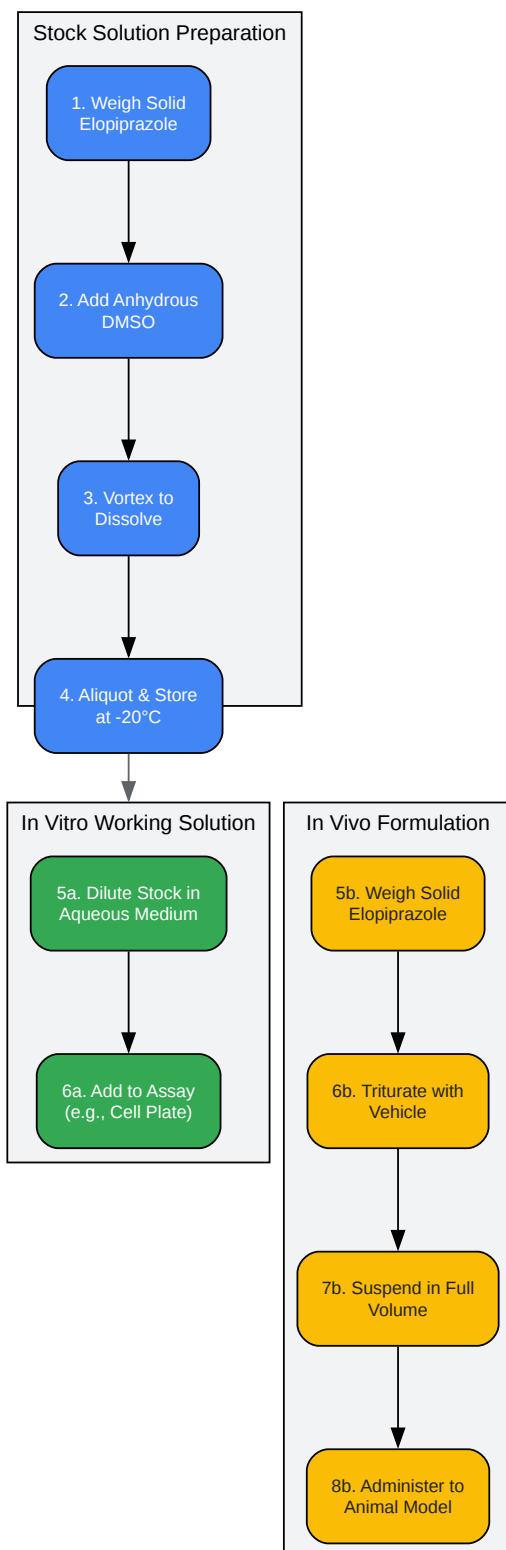 Stock Solution Preparation
1. Weigh Solid
Elopiprazole
2. Add Anhydrous
DMSO
3. Vortex to
Dissolve
4. Aliquot & Store
at -20°C
In Vitro Working Solution
5a. Dilute Stock in
Aqueous Medium
6a. Add to Assay
(e.g., Cell Plate)
In Vivo Formulation
5b. Weigh Solid
Elopiprazole
6b. Triturate with
Vehicle
7b. Suspend in Full
Volume
8b. Administer to
Animal Model